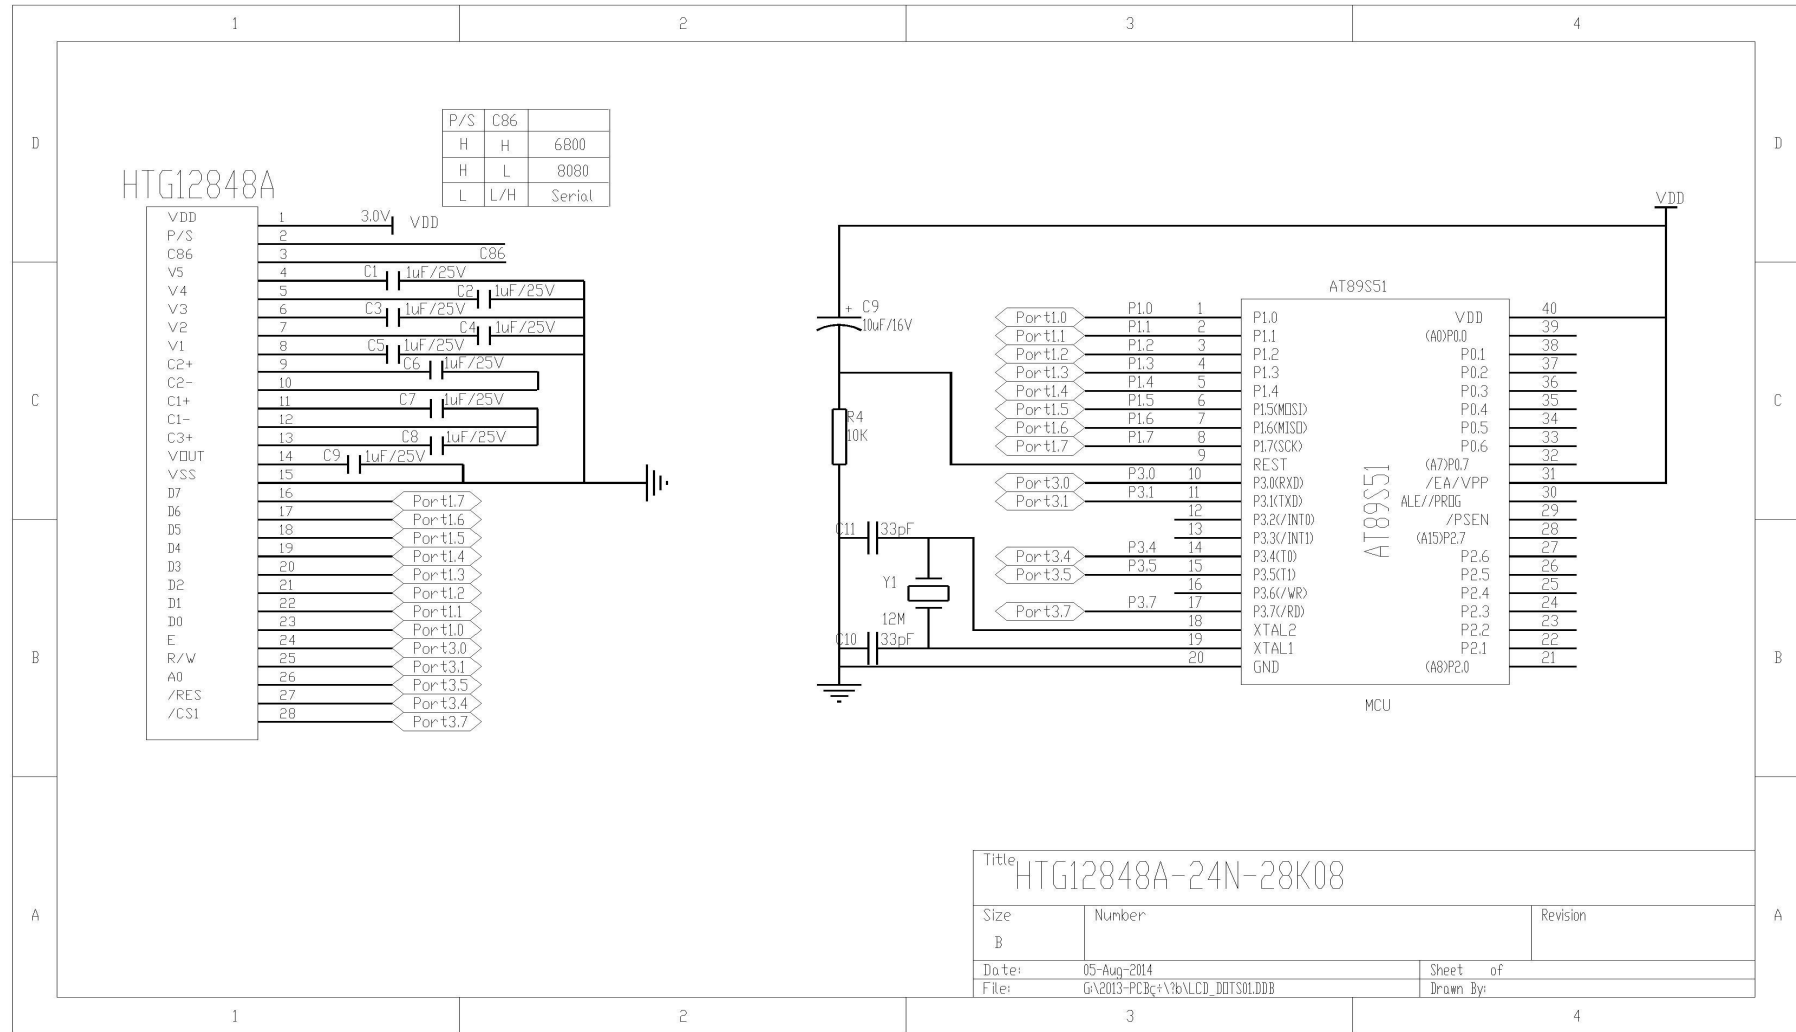 1 2 3 4
D D
C C
B B
A A
P/S C86
H H 6800
H L 8080
L L/H Serial
HTG12848A
VDD 1 3.0V VDD
P/S 2
C86 3 C86
V5 4 C1 1uF/25V
V4 5 C2 1uF/25V
V3 6 C3 1uF/25V
V2 7 C4 1uF/25V
V1 8 C5 1uF/25V
C2+ 9 C6 1uF/25V
C2- 10
C1+ 11 C7 1uF/25V
C1- 12
C3+ 13 C8 1uF/25V
VOUT 14 C9 1uF/25V
VSS 15
D7 16 Port1.7
D6 17 Port1.6
D5 18 Port1.5
D4 19 Port1.4
D3 20 Port1.3
D2 21 Port1.2
D1 22 Port1.1
D0 23 Port1.0
E 24 Port3.0
R/W 25 Port3.1
A0 26 Port3.5
/RES 27 Port3.4
/CS1 28 Port3.7
VDD
+ C9
10uF/16V
R4
10K
C11 33pF
Y1
12M
C10 33pF
AT89S51
Port1.0 P1.0 1 P1.0 VDD 40
Port1.1 P1.1 2 P1.1 (A0)P0.0 39
Port1.2 P1.2 3 P1.2 P0.1 38
Port1.3 P1.3 4 P1.3 P0.2 37
Port1.4 P1.4 5 P1.4 P0.3 36
Port1.5 P1.5 6 P1.5(MOSI) P0.4 35
Port1.6 P1.6 7 P1.6(MISO) P0.5 34
Port1.7 P1.7 8 P1.7(SCK) P0.6 33
9 REST (A7)P0.7 32
Port3.0 P3.0 10 P3.0(RXD) /EA/VPP 31
Port3.1 P3.1 11 P3.1(TXD) ALE//PROG 30
12 P3.2(/INT0) /PSEN 29
13 P3.3(/INT1) (A15)P2.7 28
Port3.4 P3.4 14 P3.4(T0) P2.6 27
Port3.5 P3.5 15 P3.5(T1) P2.5 26
16 P3.6(/WR) P2.4 25
Port3.7 P3.7 17 P3.7(/RD) P2.3 24
18 XTAL2 P2.2 23
19 XTAL1 P2.1 22
20 GND (A8)P2.0 21
AT89S51
MCU
Title HTG12848A-24N-28K08
Size Number Revision
B
Date: 05-Aug-2014 Sheet of
File: G:\2013-PCBç÷\?b\LCD_DOTS01.DDB Drawn By:
1 2 3 4